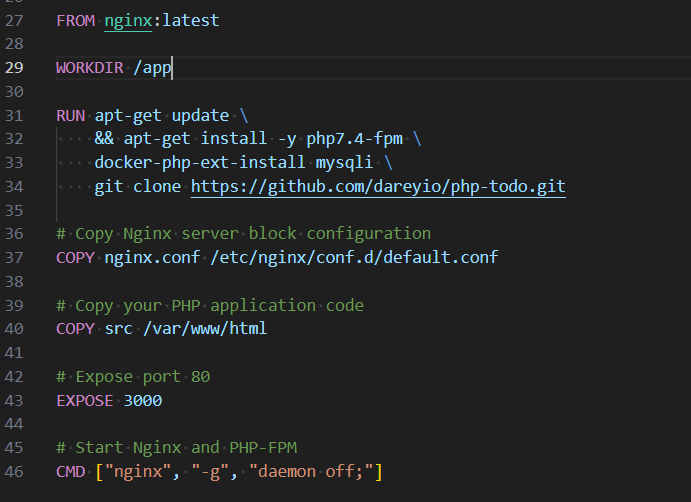 27 FROM nginx:latest
28
29 WORKDIR /app
30
31 RUN apt-get update \
32 && apt-get install -y php7.4-fpm \
33 docker-php-ext-install mysqli \
34 git clone https://github.com/dareyio/php-todo.git
35
36 # Copy Nginx server block configuration
37 COPY nginx.conf /etc/nginx/conf.d/default.conf
38
39 # Copy your PHP application code
40 COPY src /var/www/html
41
42 # Expose port 80
43 EXPOSE 3000
44
45 # Start Nginx and PHP-FPM
46 CMD ["nginx", "-g", "daemon off;"]